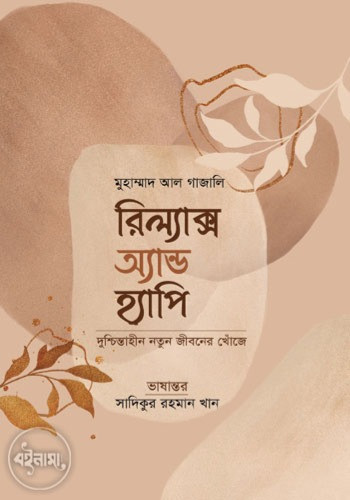 মুহাম্মাদ আল গাজালি
রিল্যাক্স
অ্যান্ড
হ্যাপি
দুশ্চিন্তাহীন নতুন জীবনের খোঁজে
ভাষান্তর
সাদিকুর রহমান খান
বইনামা